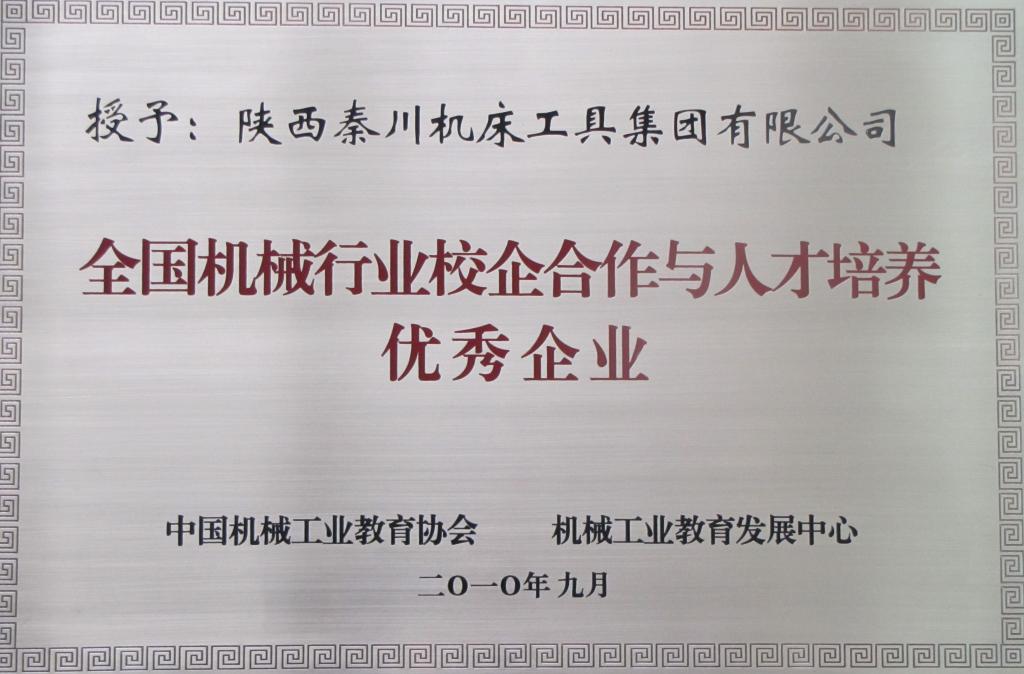 授予：陕西秦川机床工具集团有限公司
全国机械行业校企合作与人才培养
优秀企业
中国机械工业教育协会 机械工业教育发展中心
二O一O年九月